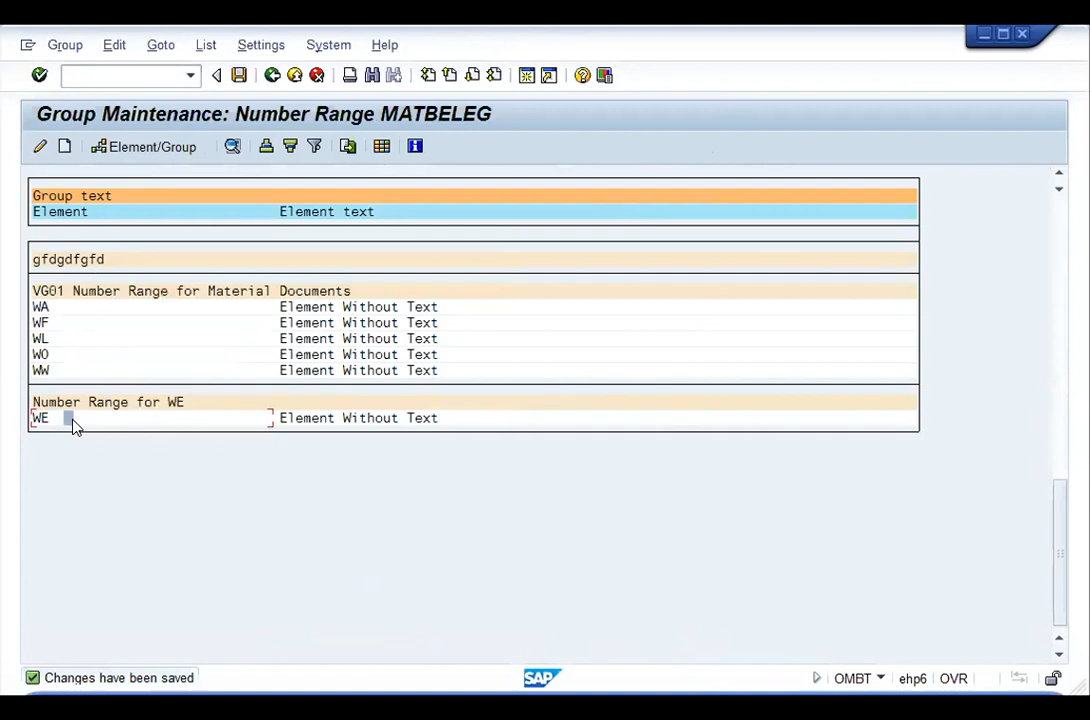 Group Edit Goto List Settings System Help
Group Maintenance: Number Range MATBELEG
Element/Group
Group text
Element Element text
gfdgdfgfd
VG01 Number Range for Material Documents
WA Element Without Text
WF Element Without Text
WL Element Without Text
WO Element Without Text
WW Element Without Text
Number Range for WE
WE Element Without Text
Changes have been saved SAP OMBT ehp6 OVR